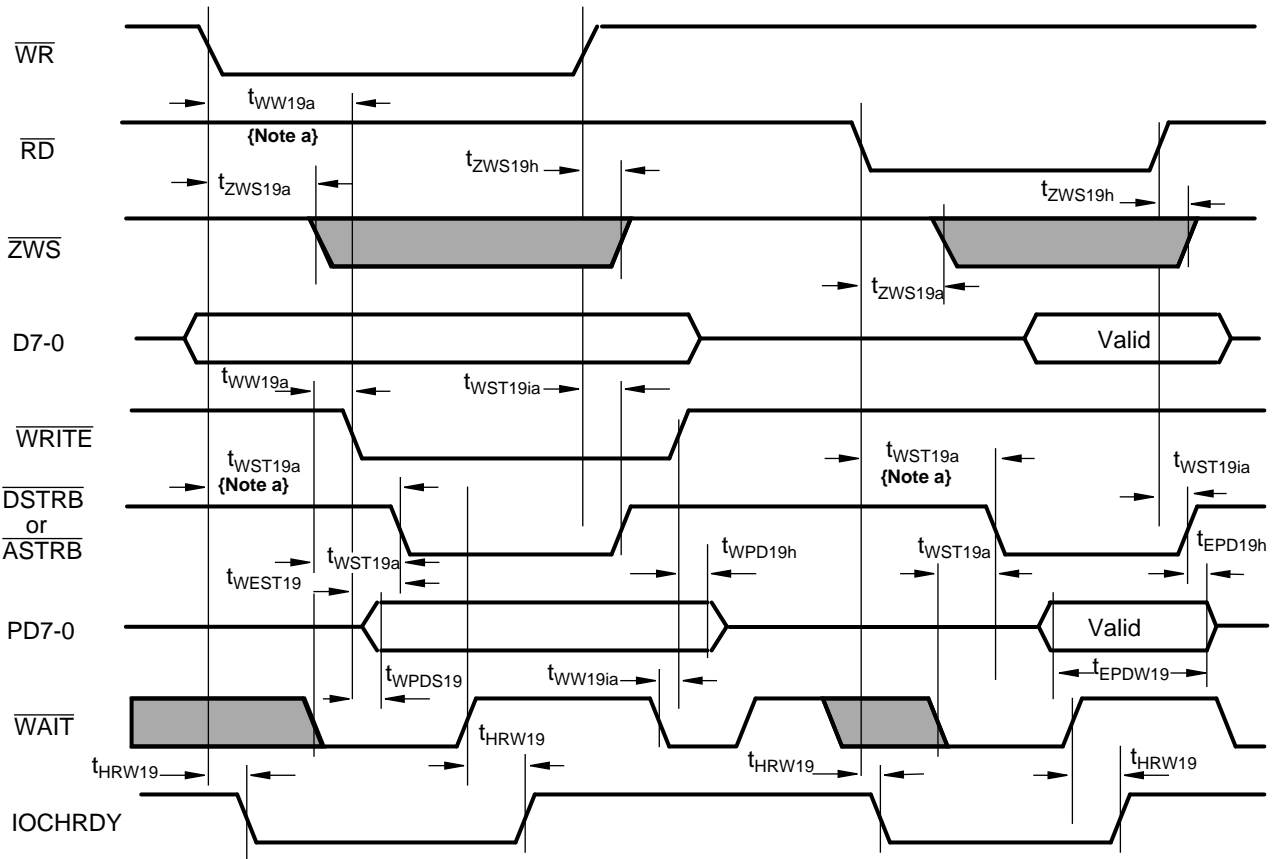 WR
tWW19a
{Note a}
RD
tZWS19h
tZWS19a
tZWS19h
ZWS
tZWS19a
D7-0
Valid
tWW19a
tWST19ia
WRITE
tWST19a
{Note a}
tWST19a
{Note a}
tWST19ia
DSTRB
or
ASTRB
tWST19a
tWPD19h
tWST19a
tEPD19h
tWEST19
PD7-0
Valid
tWPDS19
tWW19ia
tEPDW19
WAIT
tHRW19
tHRW19
tHRW19
tHRW19
IOCHRDY